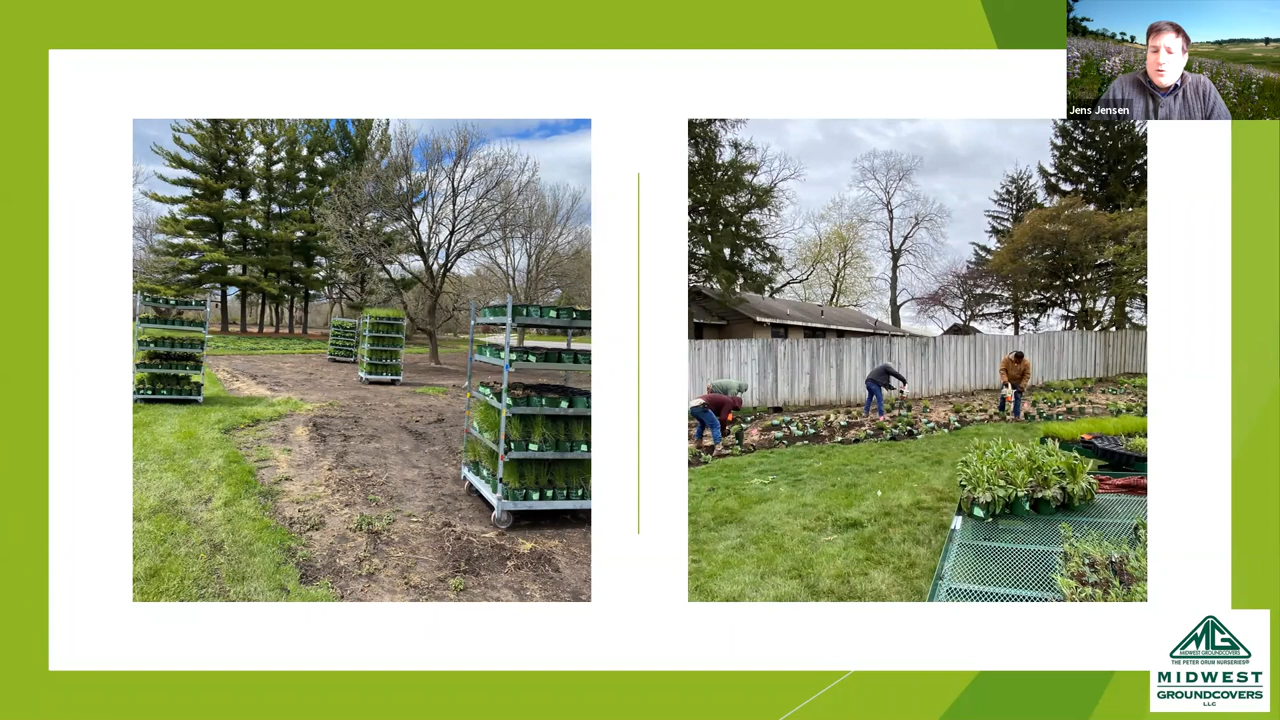 Jens Jensen
MG
MIDWEST GROUNDCOVERS
THE PETER ORUM NURSERIES®
MIDWEST
GROUNDCOVERS
LLC